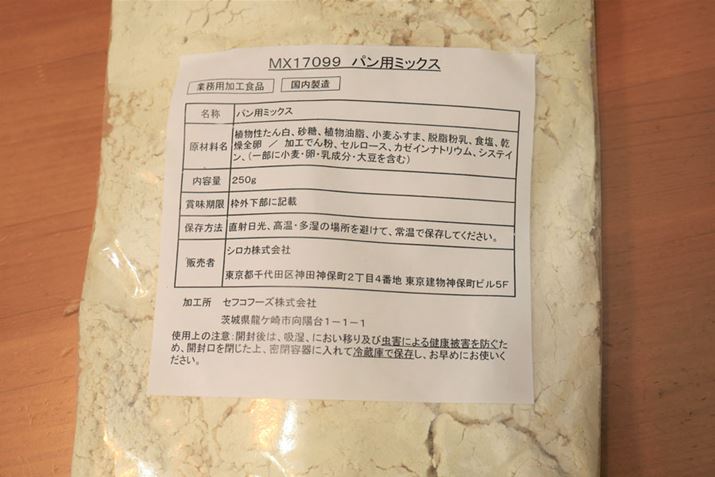 MX17099 パン用ミックス
業務用加工食品 国内製造
名称 パン用ミックス
原材料名 植物性たん白、砂糖、植物油脂、小麦ふすま、脱脂粉乳、食塩、乾
燥全卵 ／ 加工でん粉、セルロース、カゼインナトリウム、システイ
ン、（一部に小麦・卵・乳成分・大豆を含む）
内容量 250g
賞味期限 枠外下部に記載
保存方法 直射日光、高温・多湿の場所を避けて、常温で保存してください。
販売者 シロカ株式会社
東京都千代田区神田神保町２丁目４番地 東京建物神保町ビル５F
加工所 セフコフーズ株式会社
茨城県龍ケ崎市向陽台１－１－１
使用上の注意：開封後は、吸湿、におい移り及び虫害による健康被害を防ぐた
め、開封口を閉じた上、密閉容器に入れて冷蔵庫で保存し、お早めにお使いく
ださい。